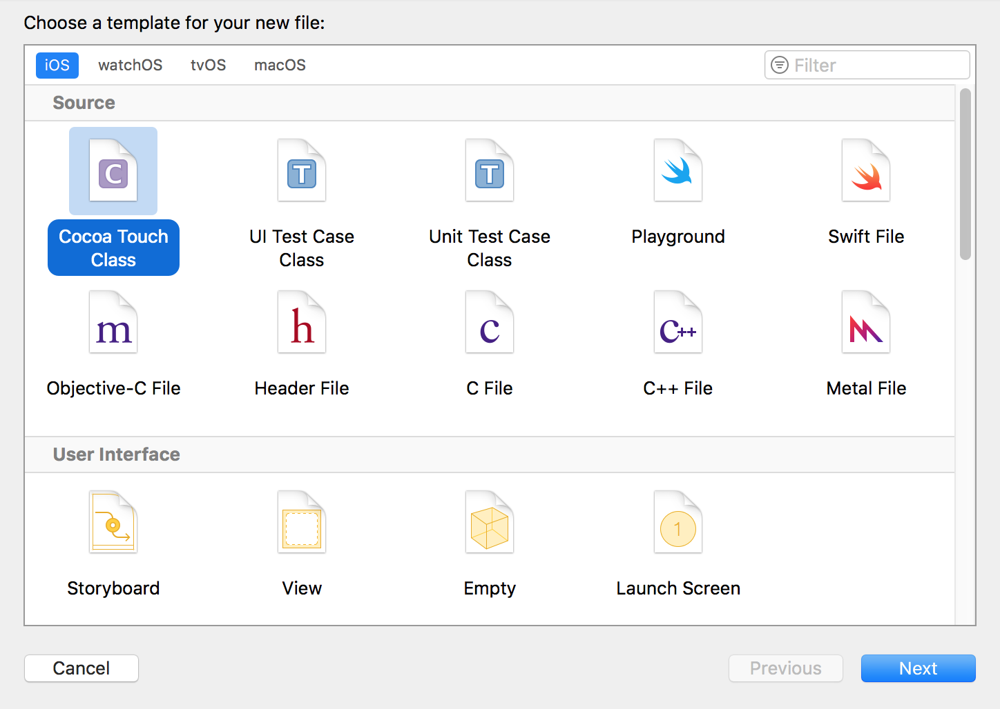 Choose a template for your new file:
iOS watchOS tvOS macOS Filter
Source
C T T
Cocoa Touch Class
UI Test Case Class
Unit Test Case Class
Playground
Swift File
m h c c++
Objective-C File
Header File
C File
C++ File
Metal File
User Interface
1
Storyboard
View
Empty
Launch Screen
Cancel Previous Next